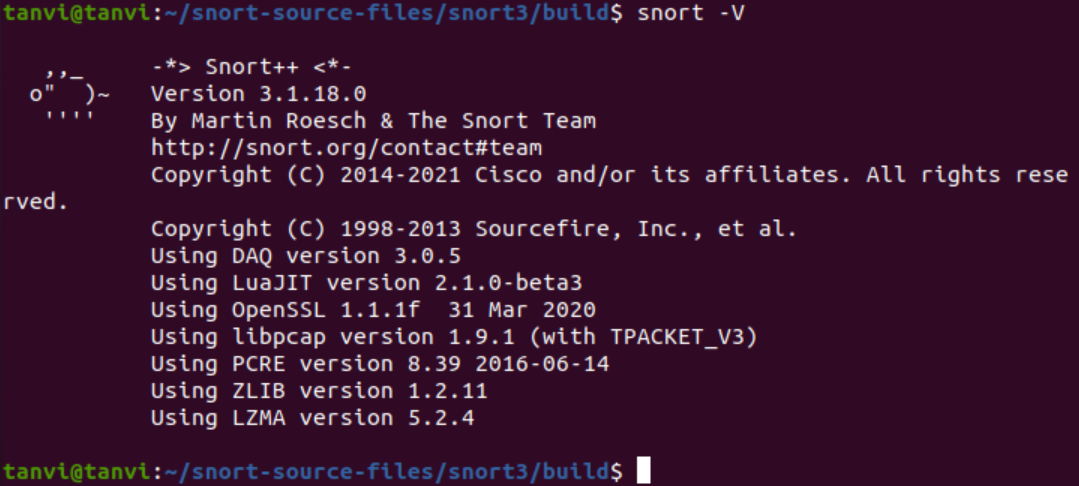 tanvi@tanvi:~/snort-source-files/snort3/build$ snort -V
   ,,_     -*> Snort++ <*-
  o"  )~   Version 3.1.18.0
   ''''    By Martin Roesch & The Snort Team
           http://snort.org/contact#team
           Copyright (C) 2014-2021 Cisco and/or its affiliates. All rights rese
rved.
           Copyright (C) 1998-2013 Sourcefire, Inc., et al.
           Using DAQ version 3.0.5
           Using LuaJIT version 2.1.0-beta3
           Using OpenSSL 1.1.1f  31 Mar 2020
           Using libpcap version 1.9.1 (with TPACKET_V3)
           Using PCRE version 8.39 2016-06-14
           Using ZLIB version 1.2.11
           Using LZMA version 5.2.4
tanvi@tanvi:~/snort-source-files/snort3/build$